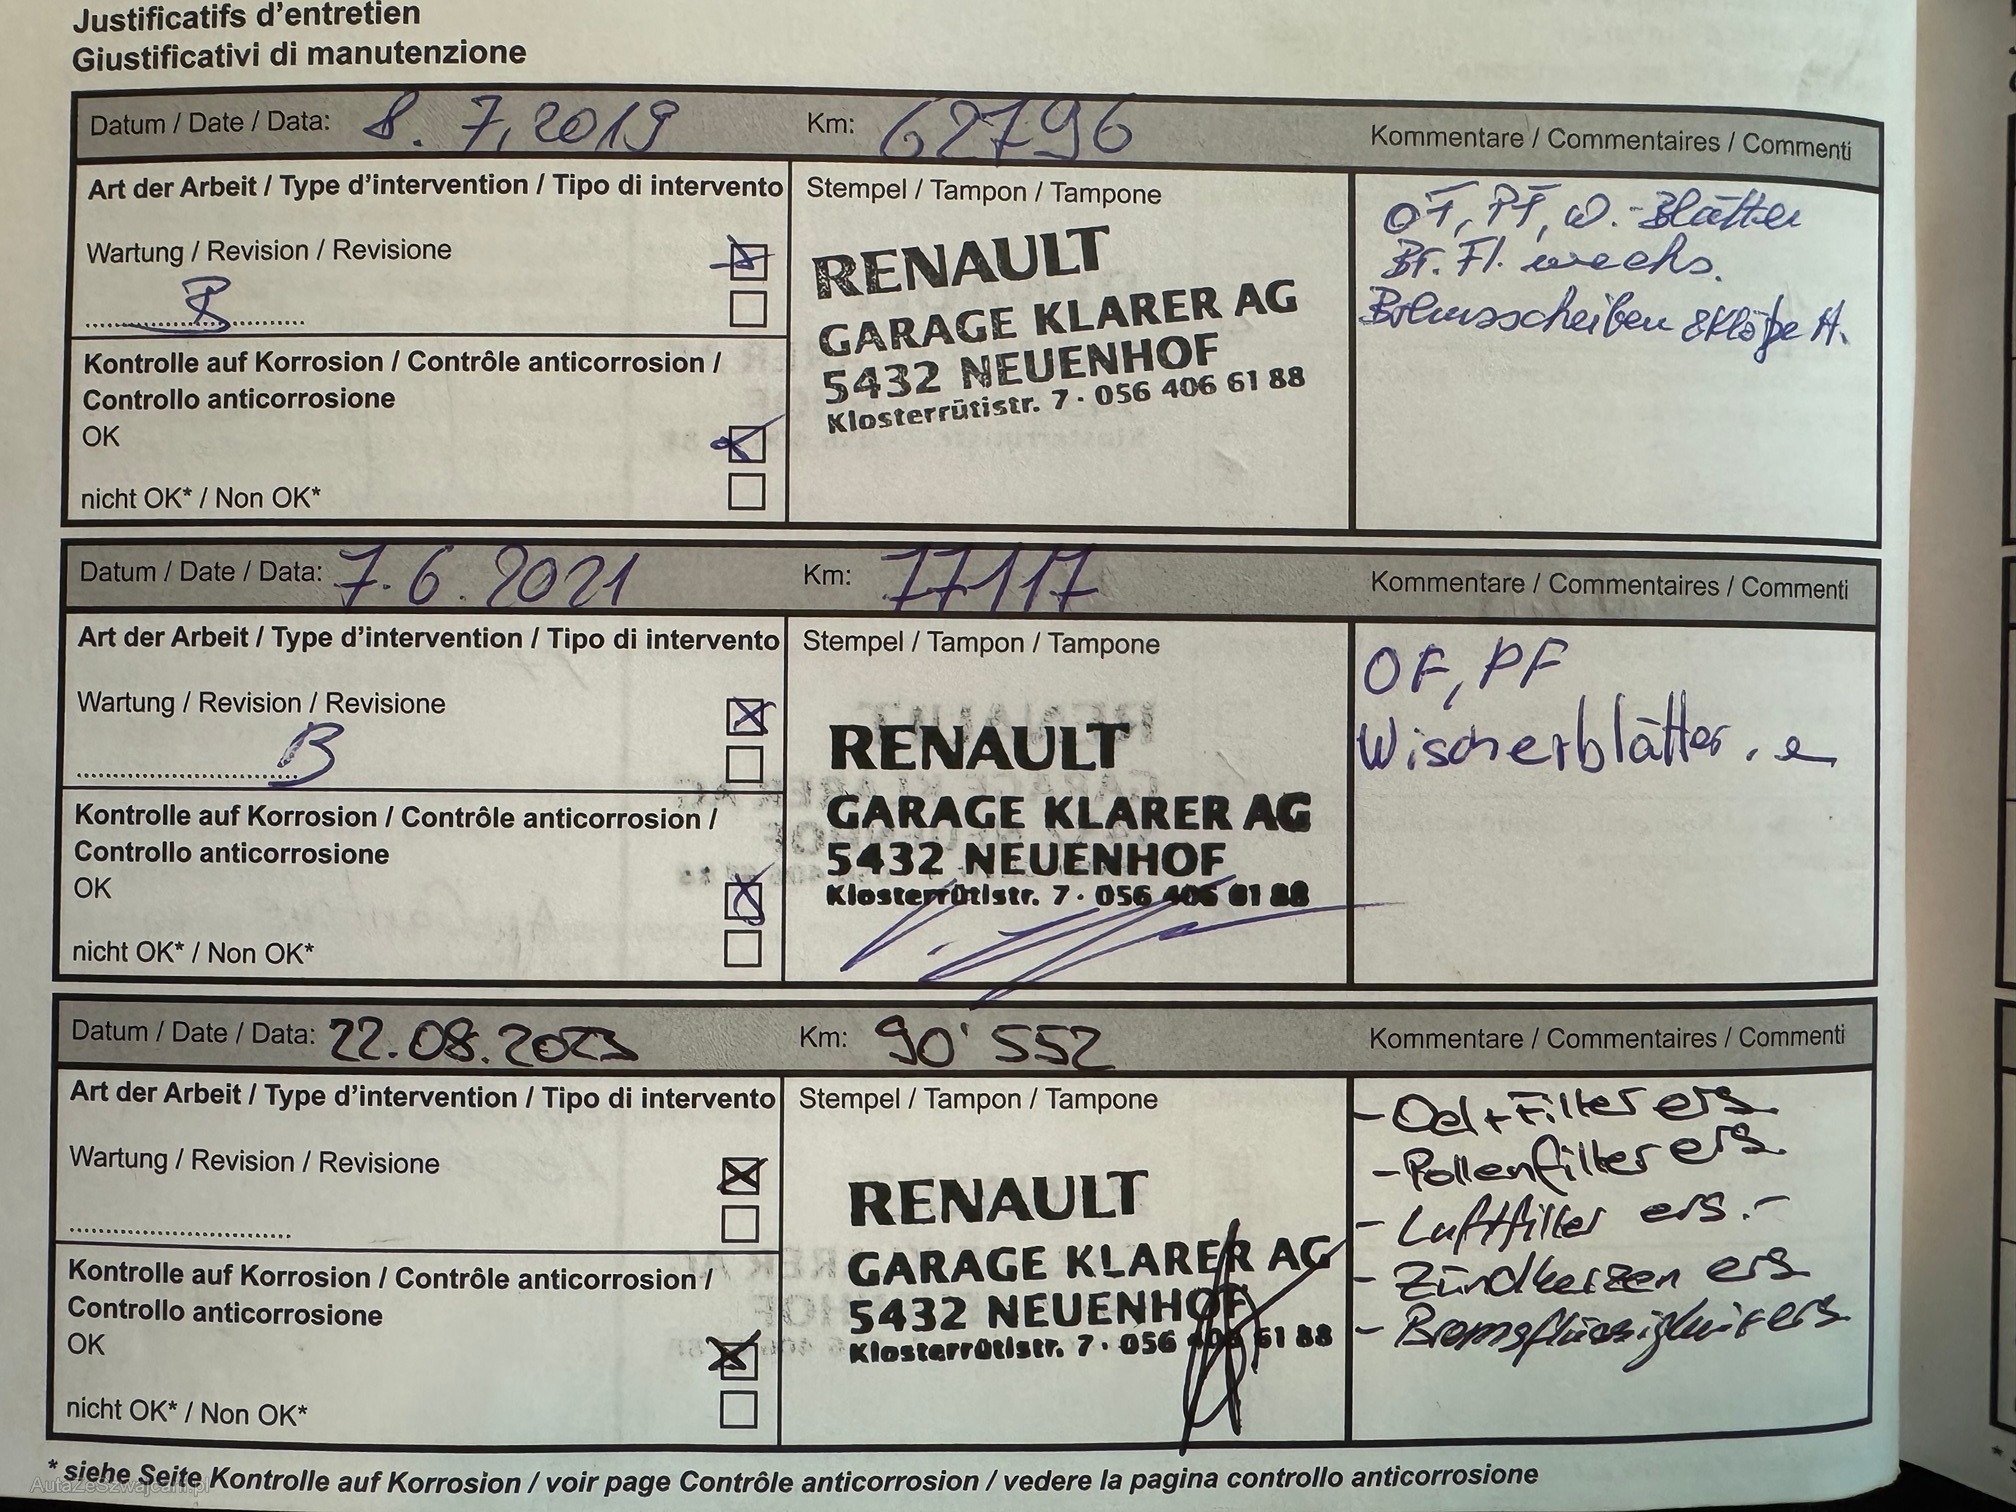 Justificatifs d'entretien
Giustificativi di manutenzione
Datum / Date / Data: 8.7.2019 Km: 62796 Kommentare / Commentaires / Commenti
Art der Arbeit / Type d'intervention / Tipo di intervento Stempel / Tampon / Tampone
Wartung / Revision / Revisione
B
Kontrolle auf Korrosion / Contrôle anticorrosion /
Controllo anticorrosione
OK
nicht OK* / Non OK*
RENAULT
GARAGE KLARER AG
5432 NEUENHOF
Klosterrütistr. 7 · 056 406 61 88
OF, PF, W.-Blätter
Br. Fl. wechs.
Bremsscheiben & Klötze H.
Datum / Date / Data: 7.6.2021 Km: 77117 Kommentare / Commentaires / Commenti
Art der Arbeit / Type d'intervention / Tipo di intervento Stempel / Tampon / Tampone
Wartung / Revision / Revisione
B
Kontrolle auf Korrosion / Contrôle anticorrosion /
Controllo anticorrosione
OK
nicht OK* / Non OK*
RENAULT
GARAGE KLARER AG
5432 NEUENHOF
Klosterrütistr. 7 · 056 406 61 88
OF, PF
Wischerblätter. e
Datum / Date / Data: 22.08.2023 Km: 90'552 Kommentare / Commentaires / Commenti
Art der Arbeit / Type d'intervention / Tipo di intervento Stempel / Tampon / Tampone
Wartung / Revision / Revisione
Kontrolle auf Korrosion / Contrôle anticorrosion /
Controllo anticorrosione
OK
nicht OK* / Non OK*
RENAULT
GARAGE KLARER AG
5432 NEUENHOF
Klosterrütistr. 7 · 056 406 61 88
- Oel + Filter ers
- Pollenfilter ers
- Luftfilter ers.-
- Zündkerzen ers
- Bremsflüssigkeit ers
* siehe Seite Kontrolle auf Korrosion / voir page Contrôle anticorrosion / vedere la pagina controllo anticorrosione
AutaZeSzwajcarii.pl